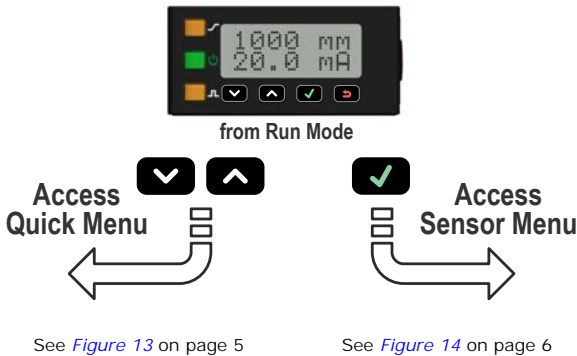 1000 mm
20.0 mA
from Run Mode
Access
Quick Menu
Access
Sensor Menu
See Figure 13 on page 5
See Figure 14 on page 6